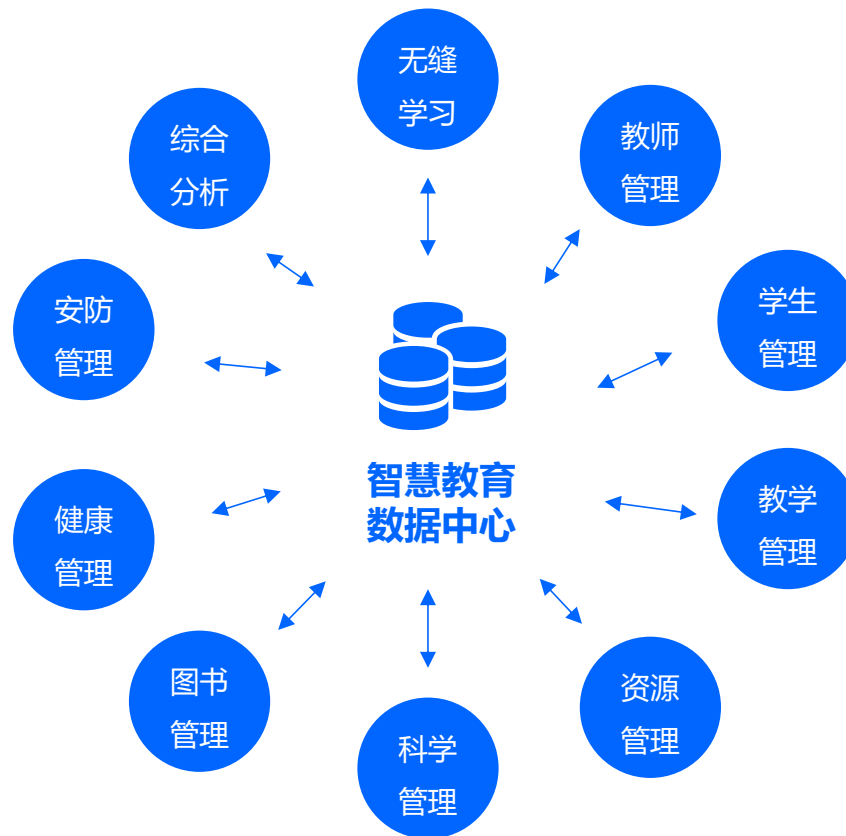 无缝
学习
教师
管理
学生
管理
教学
管理
资源
管理
科学
管理
图书
管理
健康
管理
安防
管理
综合
分析
智慧教育
数据中心